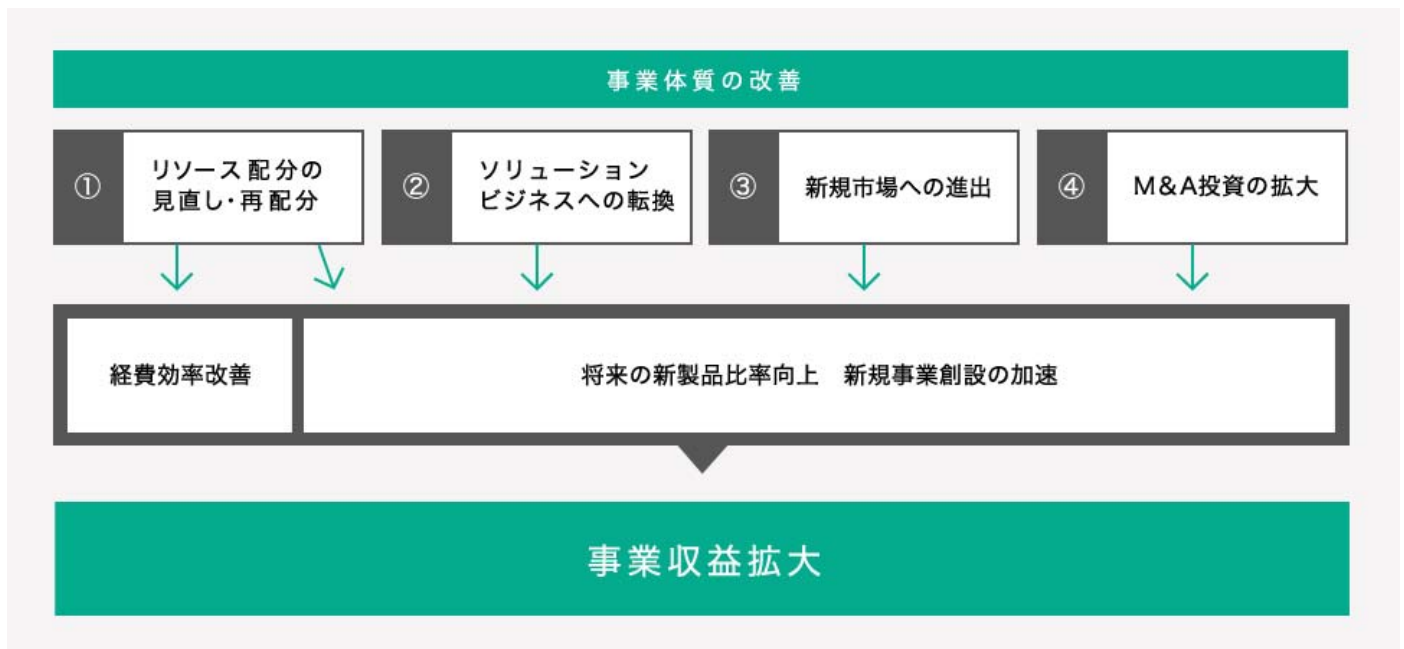 事業体質の改善
①
リソース配分の
見直し・再配分
②
ソリューション
ビジネスへの転換
③
新規市場への進出
④
M&A投資の拡大
経費効率改善
将来の新製品比率向上　新規事業創設の加速
事業収益拡大